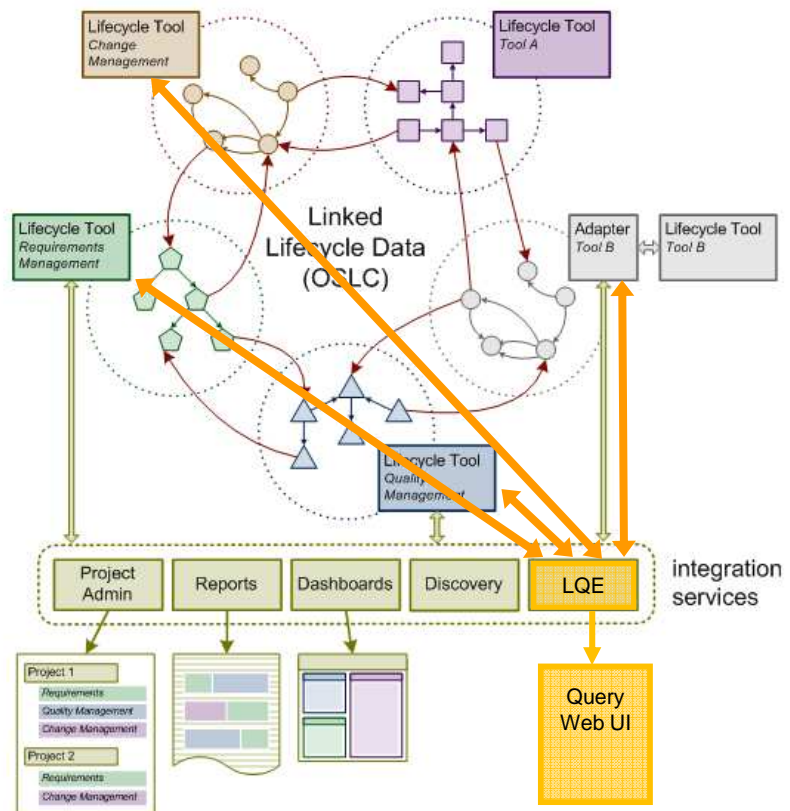 Lifecycle Tool
Change
Management
Lifecycle Tool
Tool A
Lifecycle Tool
Requirements
Management
Linked
Lifecycle Data
(OSLC)
Adapter
Tool B
Lifecycle Tool
Tool B
Lifecycle Tool
Quality
Management
Project
Admin
Reports
Dashboards
Discovery
LQE
integration
services
Project 1
Requirements
Quality Management
Change Management
Project 2
Requirements
Change Management
Query
Web UI